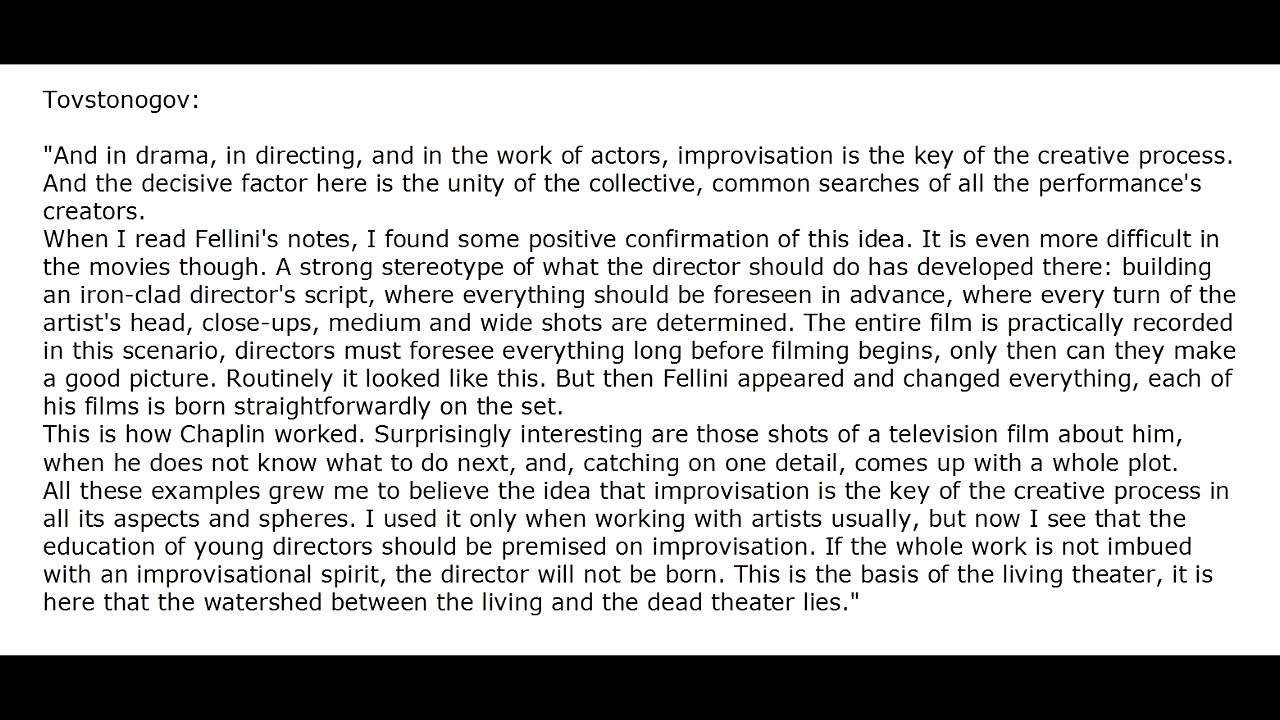 Tovstonogov:
"And in drama, in directing, and in the work of actors, improvisation is the key of the creative process.
And the decisive factor here is the unity of the collective, common searches of all the performance's
creators.
When I read Fellini's notes, I found some positive confirmation of this idea. It is even more difficult in
the movies though. A strong stereotype of what the director should do has developed there: building
an iron-clad director's script, where everything should be foreseen in advance, where every turn of the
artist's head, close-ups, medium and wide shots are determined. The entire film is practically recorded
in this scenario, directors must foresee everything long before filming begins, only then can they make
a good picture. Routinely it looked like this. But then Fellini appeared and changed everything, each of
his films is born straightforwardly on the set.
This is how Chaplin worked. Surprisingly interesting are those shots of a television film about him,
when he does not know what to do next, and, catching on one detail, comes up with a whole plot.
All these examples grew me to believe the idea that improvisation is the key of the creative process in
all its aspects and spheres. I used it only when working with artists usually, but now I see that the
education of young directors should be premised on improvisation. If the whole work is not imbued
with an improvisational spirit, the director will not be born. This is the basis of the living theater, it is
here that the watershed between the living and the dead theater lies."